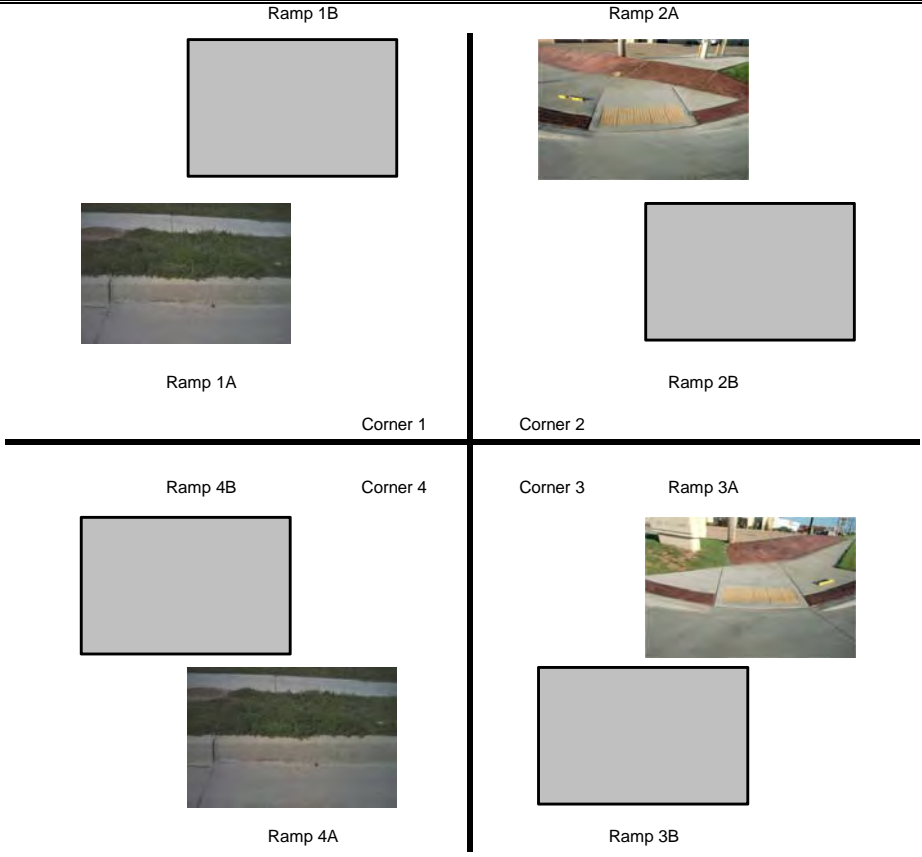 Ramp 1B
Ramp 2A
Ramp 1A
Ramp 2B
Corner 1
Corner 2
Ramp 4B
Corner 4
Corner 3
Ramp 3A
Ramp 4A
Ramp 3B